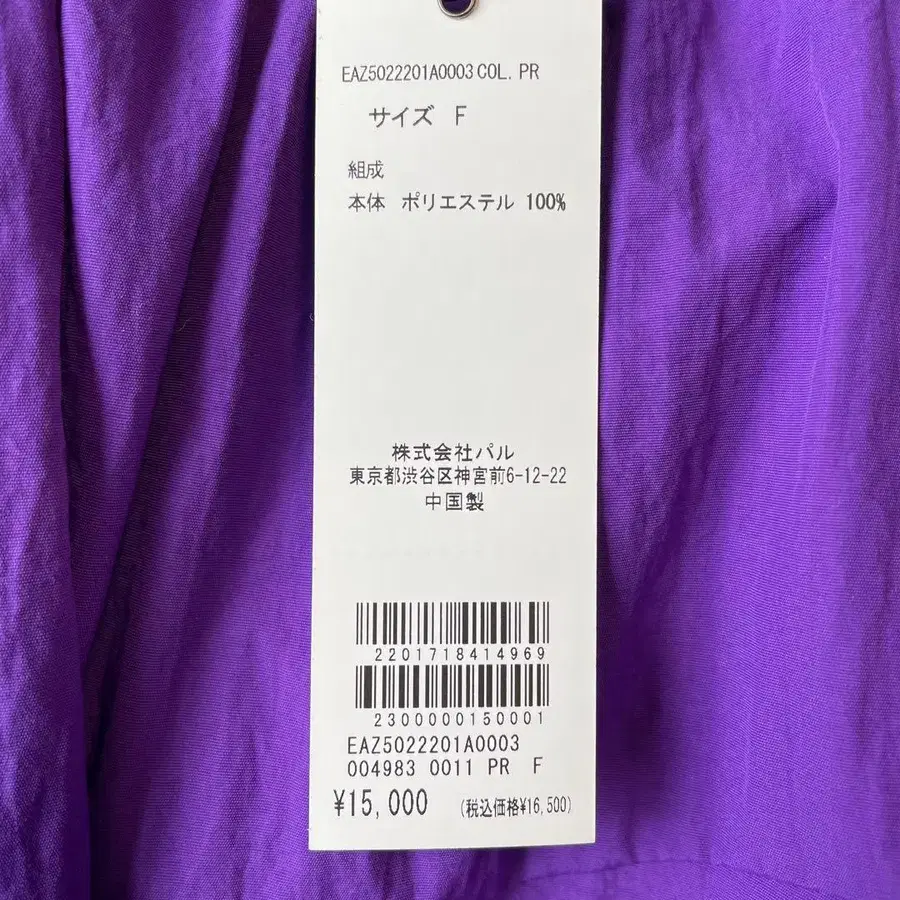 EAZ5022201A0003 COL. PR
サイズ F
組成
本体 ポリエステル 100%
株式会社パル
東京都渋谷区神宮前6-12-22
中国製
2201718414969
2300000150001
EAZ5022201A0003
004983 0011 PR F
¥15,000 (税込価格¥16,500)